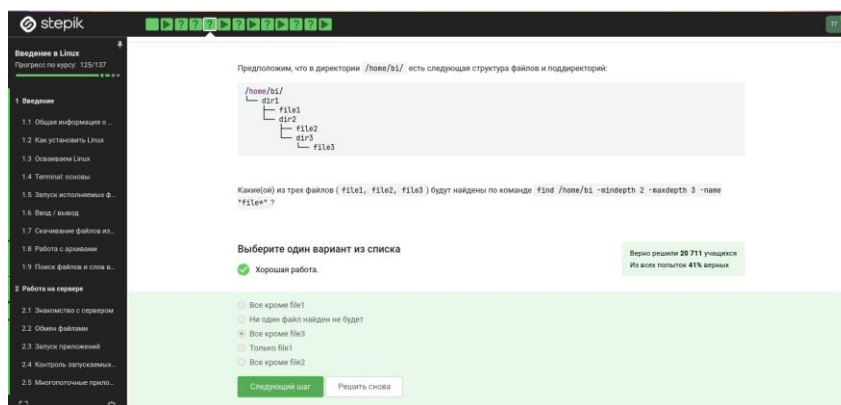 stepik
Введение в Linux
Прогресс по курсу: 125/137
1 Введение
1.1 Общая информация о ...
1.2 Как установить Linux
1.3 Осваиваем Linux
1.4 Terminal: основы
1.5 Запуск исполняемых ф...
1.6 Ввод / вывод
1.7 Скачивание файлов из...
1.8 Работа с архивами
1.9 Поиск файлов и слов в...
2 Работа на сервере
2.1 Знакомство с сервером
2.2 Обмен файлами
2.3 Запуск приложений
2.4 Контроль запускаемых...
2.5 Многопоточные прило...
Предположим, что в директории /home/bi/ есть следующая структура файлов и поддиректорий:
/home/bi/
└─ dir1
├─ file1
└─ dir2
├─ file2
└─ dir3
└─ file3
Какие(ой) из трех файлов ( file1, file2, file3 ) будут найдены по команде find /home/bi -mindepth 2 -maxdepth 3 -name
"file*" ?
Выберите один вариант из списка
Хорошая работа.
Верно решили 20 711 учащихся
Из всех попыток 41% верных
Все кроме file1
Ни один файл найден не будет
Все кроме file3
Только file1
Все кроме file2
Следующий шаг
Решить снова